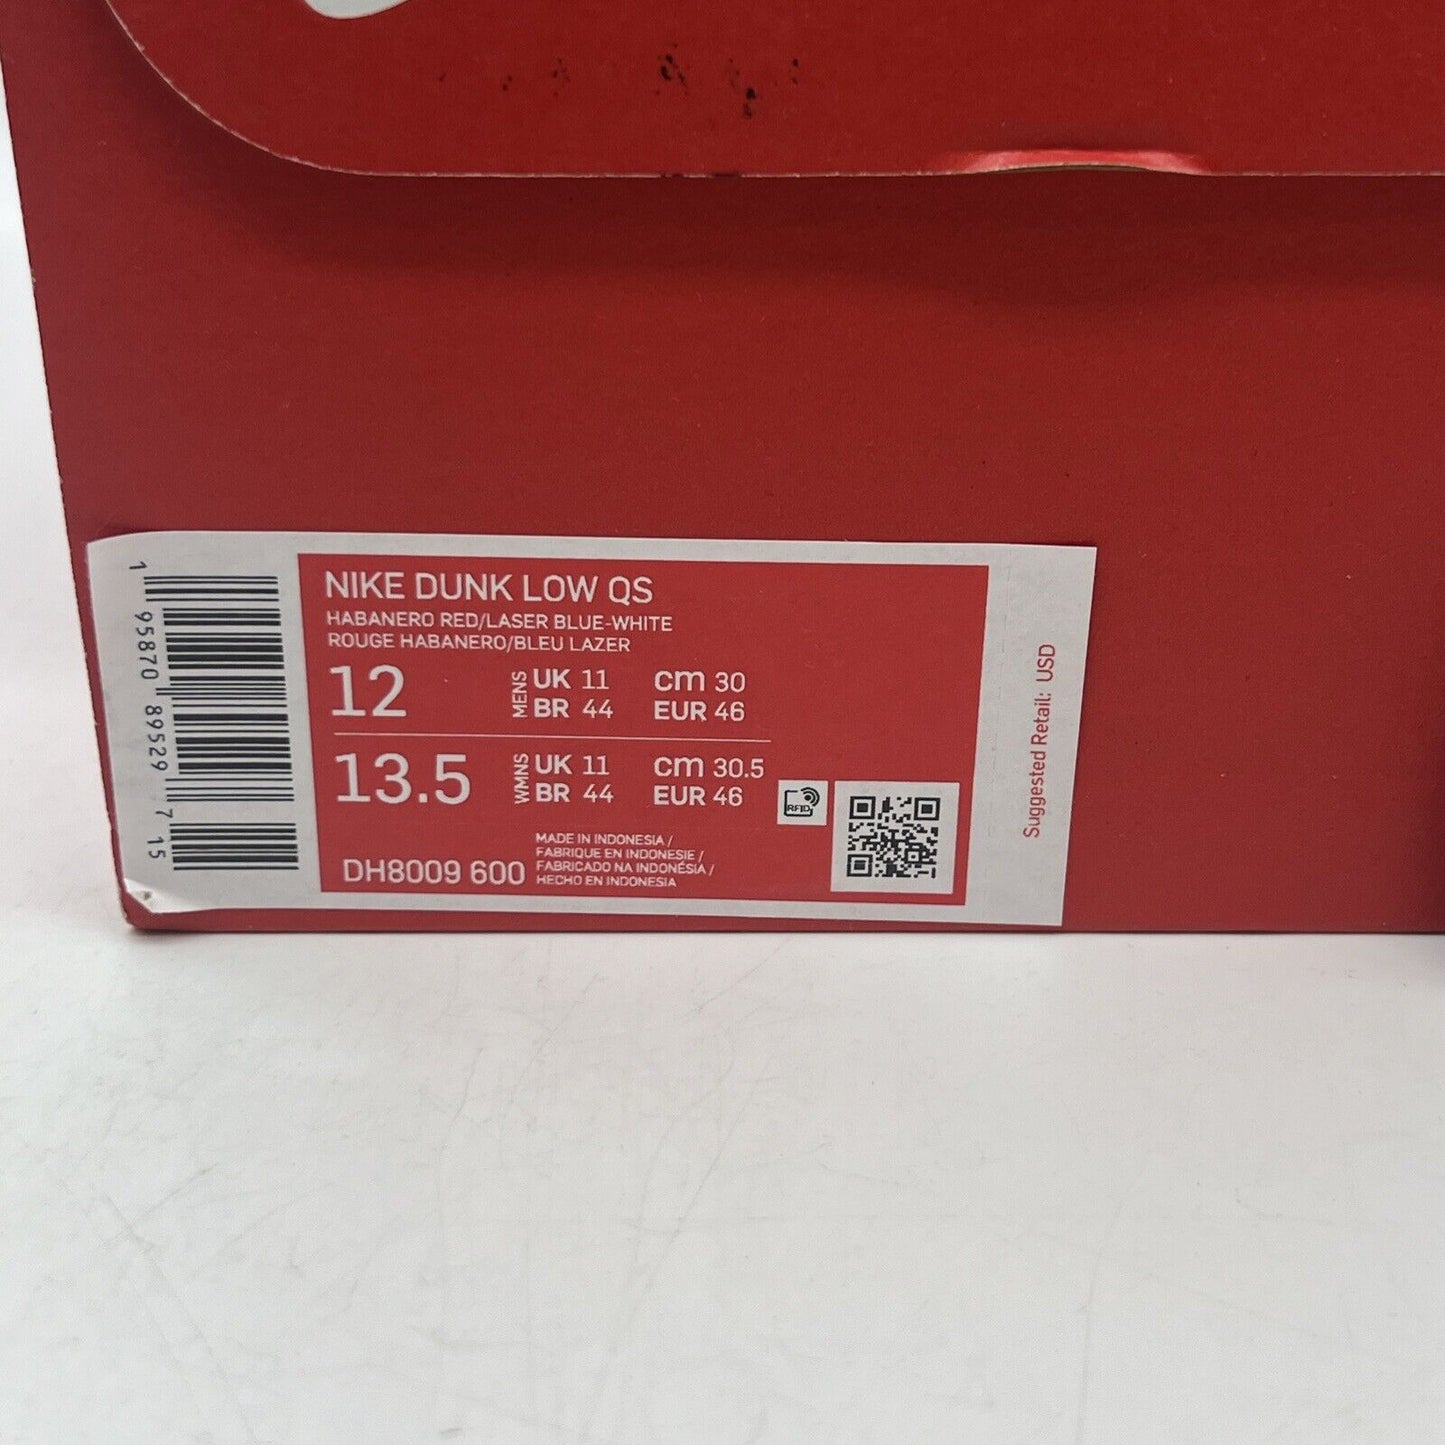 NIKE DUNK LOW QS
HABANERO RED/LASER BLUE-WHITE
ROUGE HABANERO/BLEU LAZER
12 MENS UK 11 cm 30
BR 44 EUR 46
13.5 WMNS UK 11 cm 30.5
BR 44 EUR 46
RFID
DH8009 600
MADE IN INDONESIA /
FABRIQUE EN INDONESIE /
FABRICADO NA INDONÉSIA /
HECHO EN INDONESIA
1 95870 89529 7 15
Suggested Retail: USD